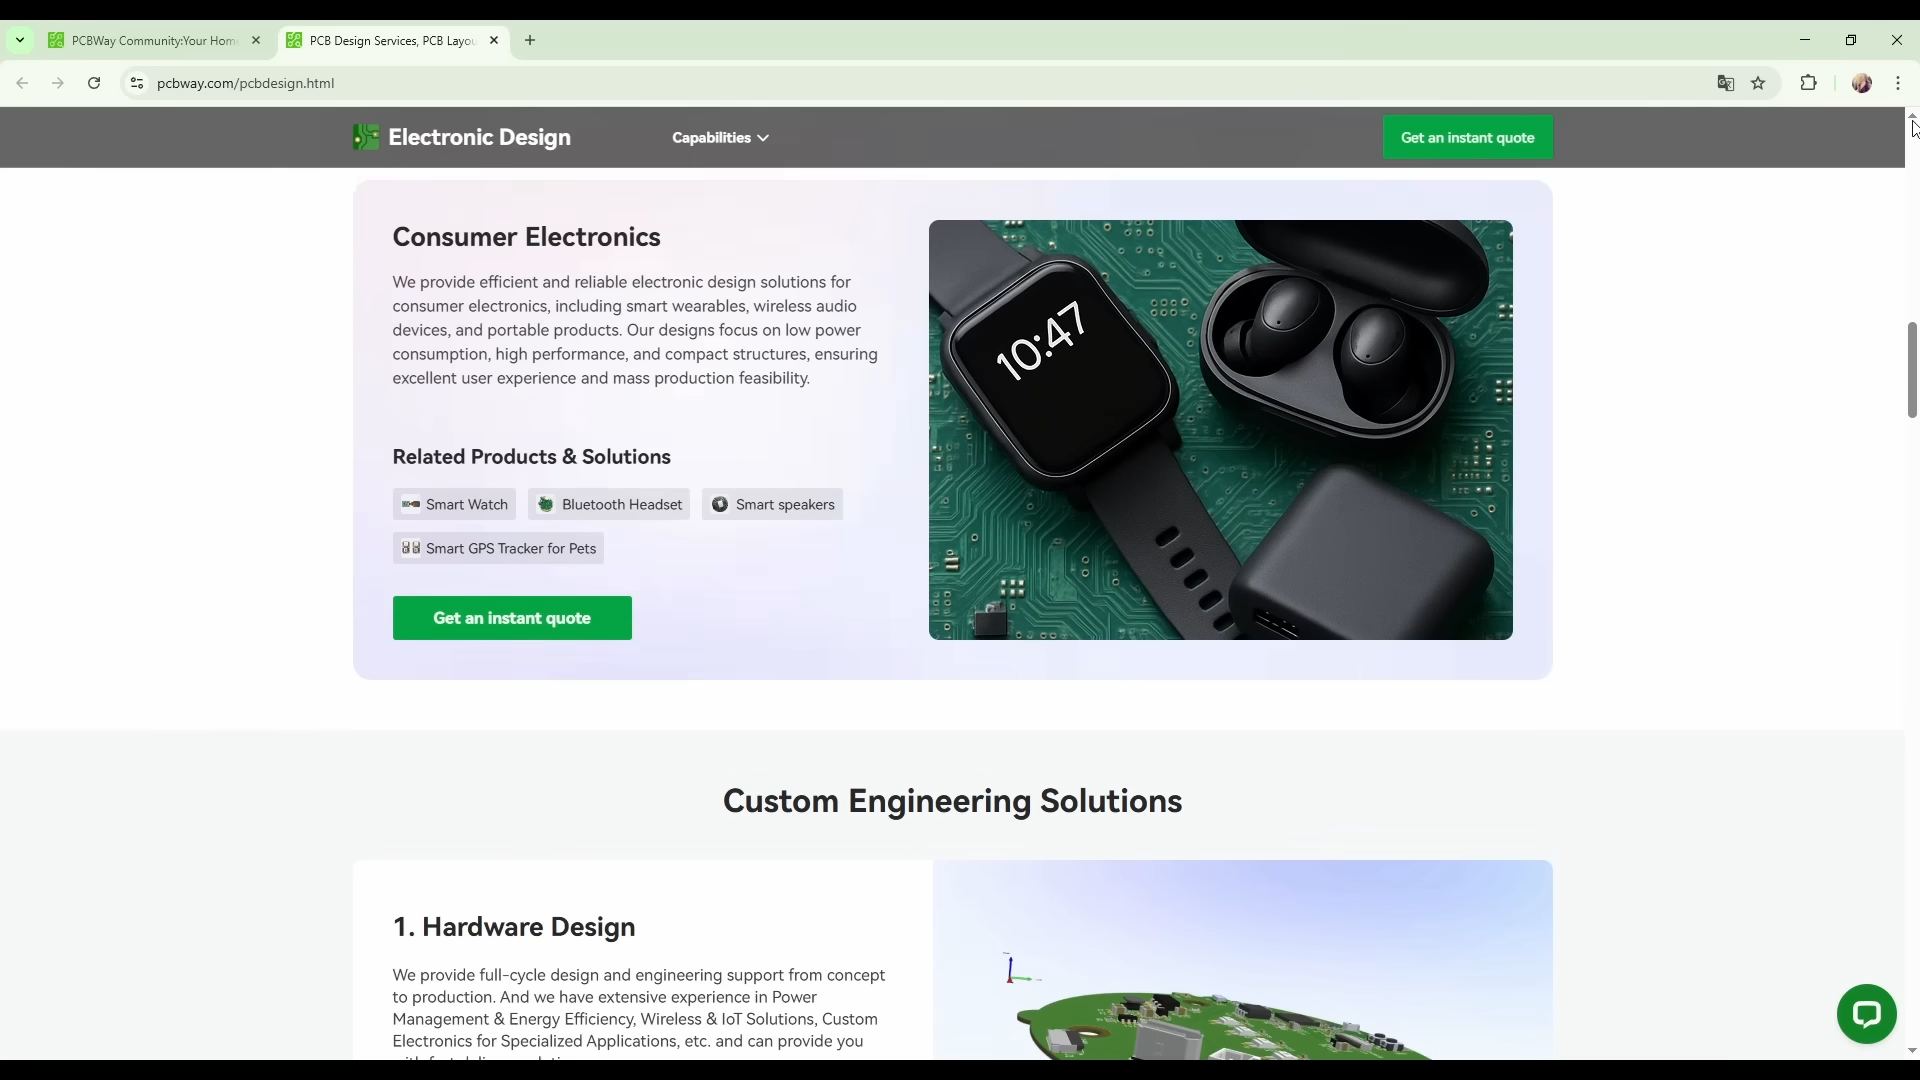 PCBWay Community:Your Hom
PCB Design Services, PCB Layou
pcbway.com/pcbdesign.html
Electronic Design
Capabilities
Get an instant quote
Consumer Electronics
We provide efficient and reliable electronic design solutions for
consumer electronics, including smart wearables, wireless audio
devices, and portable products. Our designs focus on low power
consumption, high performance, and compact structures, ensuring
excellent user experience and mass production feasibility.
10:47
Related Products & Solutions
Smart Watch
Bluetooth Headset
Smart speakers
Smart GPS Tracker for Pets
Get an instant quote
Custom Engineering Solutions
1. Hardware Design
We provide full-cycle design and engineering support from concept
to production. And we have extensive experience in Power
Management & Energy Efficiency, Wireless & IoT Solutions, Custom
Electronics for Specialized Applications, etc. and can provide you